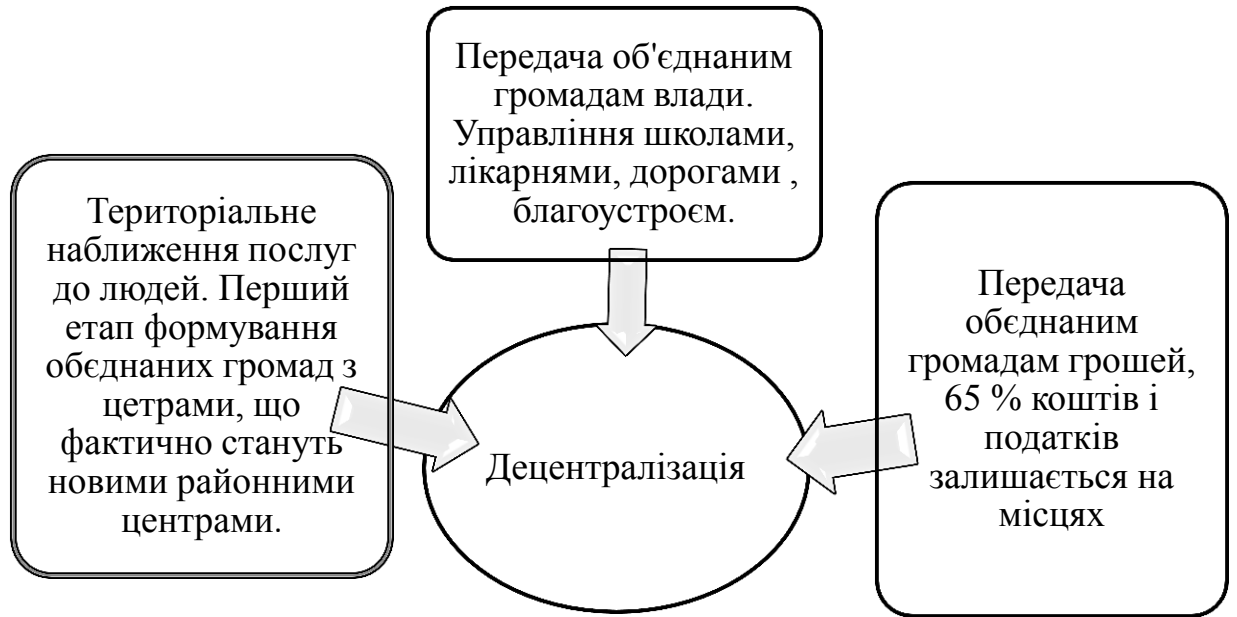 Передача об'єднаним
громадам влади.
Управління школами,
лікарнями, дорогами ,
благоустроєм.
Територіальне
наближення послуг
до людей. Перший
етап формування
обєднаних громад з
цетрами, що
фактично стануть
новими районними
центрами.
Децентралізація
Передача
обєднаним
громадам грошей,
65 % коштів і
податків
залишається на
місцях